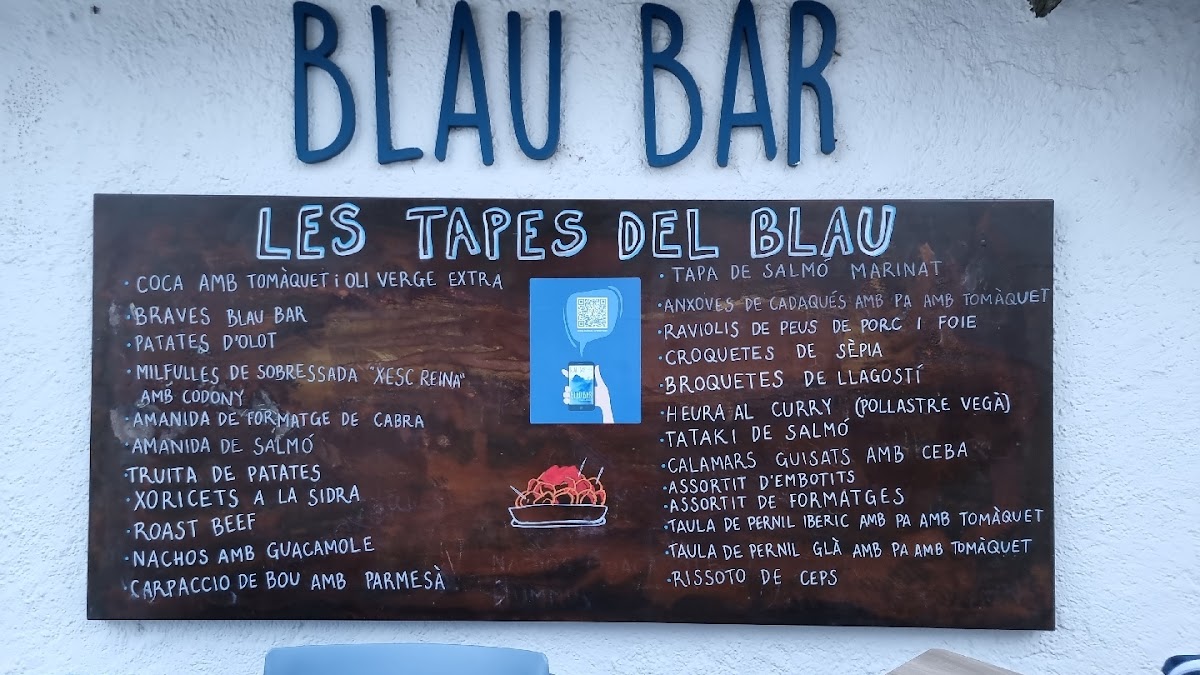 BLAU BAR
LES TAPES DEL BLAU
· COCA AMB TOMÀQUET i OLI VERGE EXTRA
· BRAVES BLAU BAR
· PATATES D'OLOT
· MILFULLES DE SOBRESSADA "XESC REINA"
AMB CODONY
· AMANIDA DE FORMATGE DE CABRA
· AMANIDA DE SALMÓ
TRUITA DE PATATES
· XORICETS A LA SIDRA
· ROAST BEEF
· NACHOS AMB GUACAMOLE
· CARPACCIO DE BOU AMB PARMESÀ
· TAPA DE SALMÓ MARINAT
· ANXOVES DE CADAQUÉS AMB PA AMB TOMÀQUET
· RAVIOLIS DE PEUS DE PORC I FOIE
· CROQUETES DE SÈPIA
· BROQUETES DE LLAGOSTÍ
· HEURA AL CURRY (POLLASTRE VEGÀ)
· TATAKI DE SALMÓ
· CALAMARS GUISATS AMB CEBA
· ASSORTIT D'EMBOTITS
· ASSORTIT DE FORMATGES
· TAULA DE PERNIL IBERIC AMB PA AMB TOMÀQUET
· TAULA DE PERNIL GLÀ AMB PA AMB TOMÀQUET
· RISSOTO DE CEPS